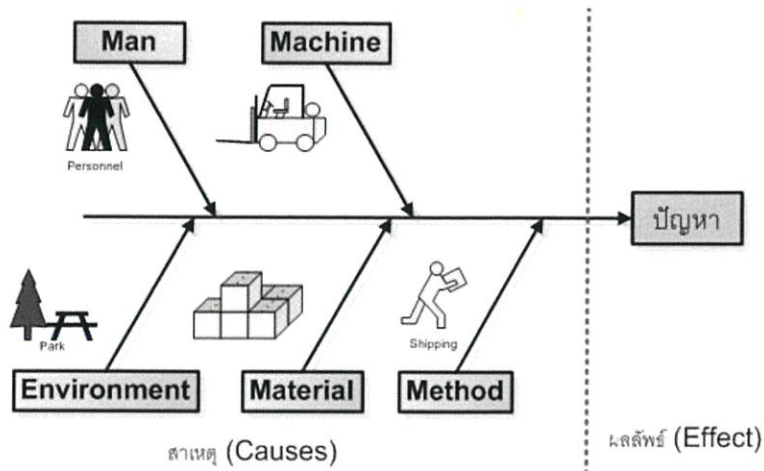 Man
Machine
Personnel
ปัญหา
Park
Shipping
Environment
Material
Method
สาเหตุ (Causes)
ผลลัพธ์ (Effect)